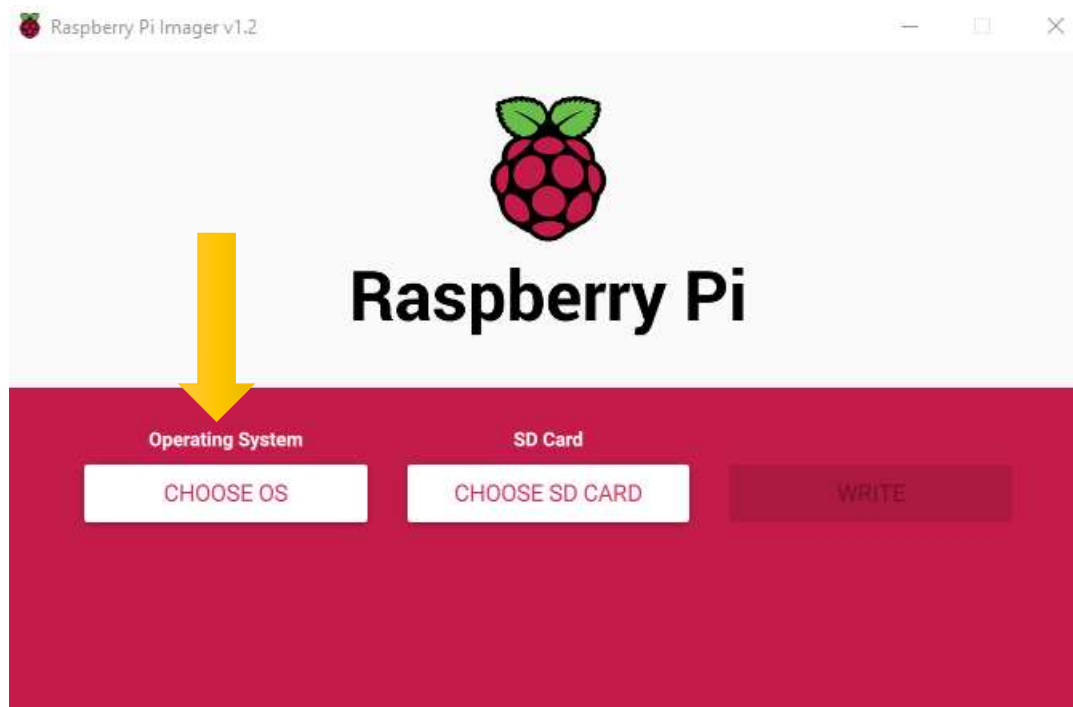 Raspberry Pi Imager v1.2
Raspberry Pi
Operating System
SD Card
CHOOSE OS
CHOOSE SD CARD
WRITE